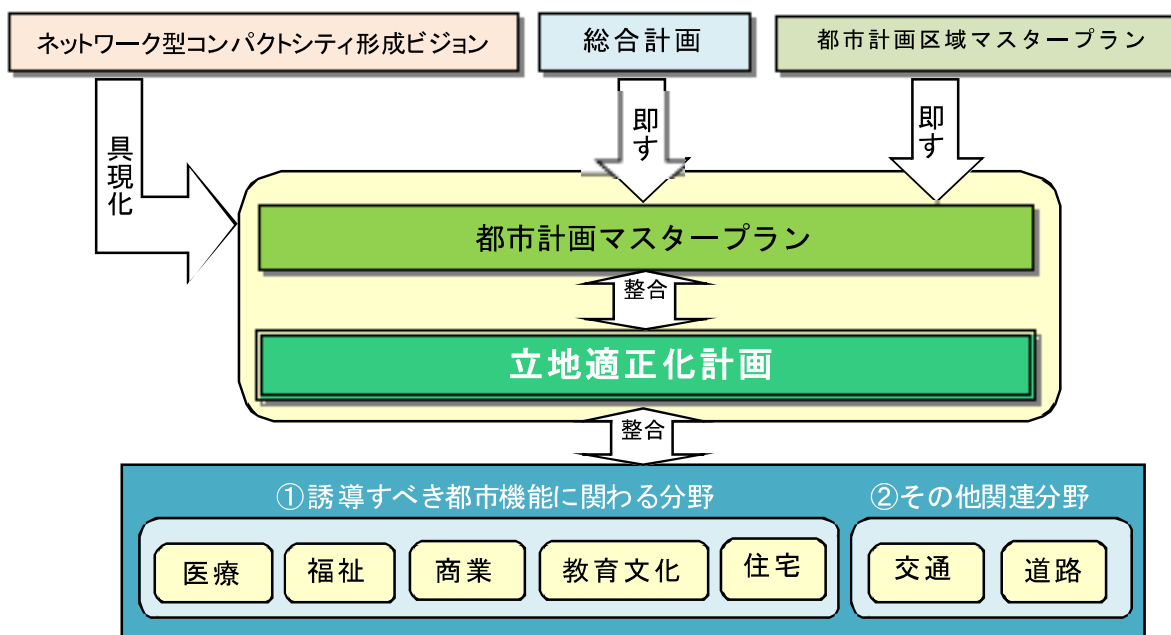 ネットワーク型コンパクトシティ形成ビジョン
総合計画
都市計画区域マスタープラン
具現化
即す
即す
都市計画マスタープラン
整合
立地適正化計画
整合
①誘導すべき都市機能に関わる分野
②その他関連分野
医療
福祉
商業
教育文化
住宅
交通
道路